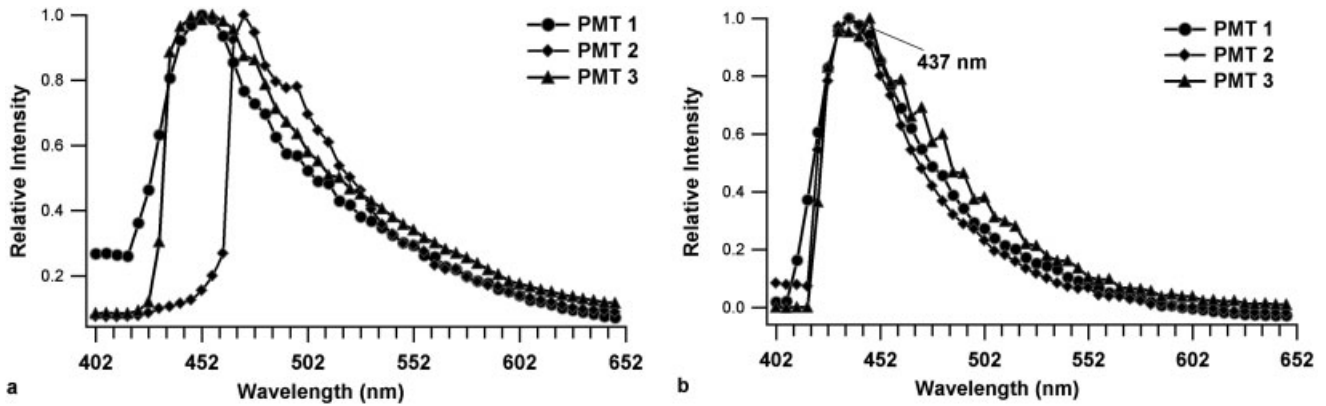 1.0
0.8
0.6
0.4
0.2
Relative Intensity
PMT 1
PMT 2
PMT 3
402 452 502 552 602 652
Wavelength (nm)
a
1.0
0.8
0.6
0.4
0.2
0.0
Relative Intensity
PMT 1
PMT 2
PMT 3
437 nm
402 452 502 552 602 652
Wavelength (nm)
b